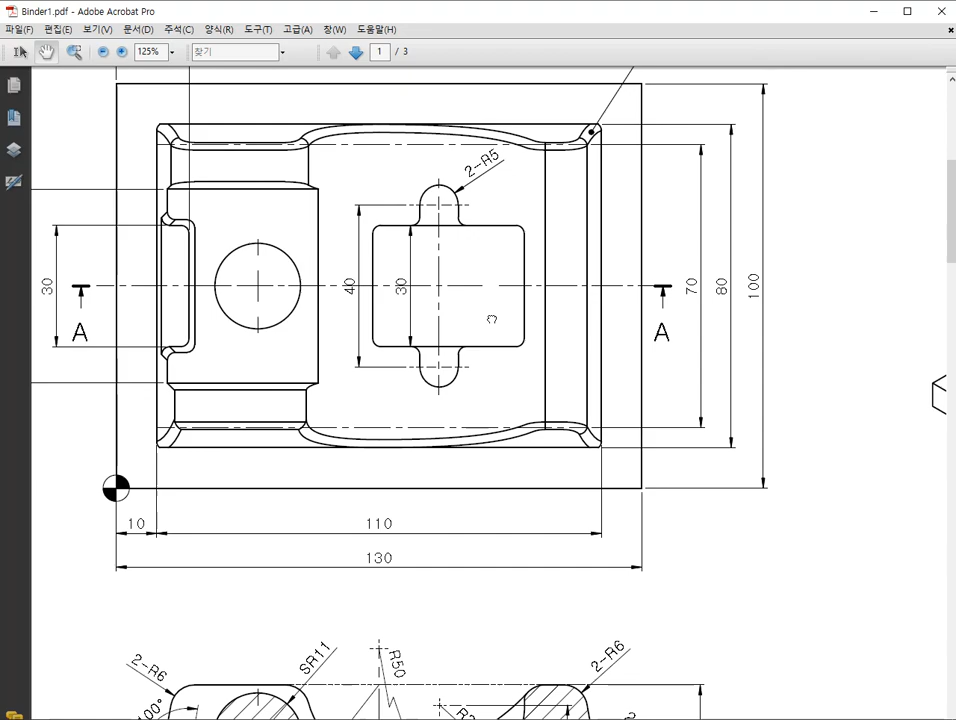 Binder1.pdf - Adobe Acrobat Pro
파일(F) 편집(E) 보기(V) 문서(D) 주석(C) 양식(R) 도구(T) 고급(A) 창(W) 도움말(H)
125% 찾기 1 / 3
2-R5
30 40 30 70 80 100
A A
10 110
130
2-R6 SR11 R50 2-R6
100°